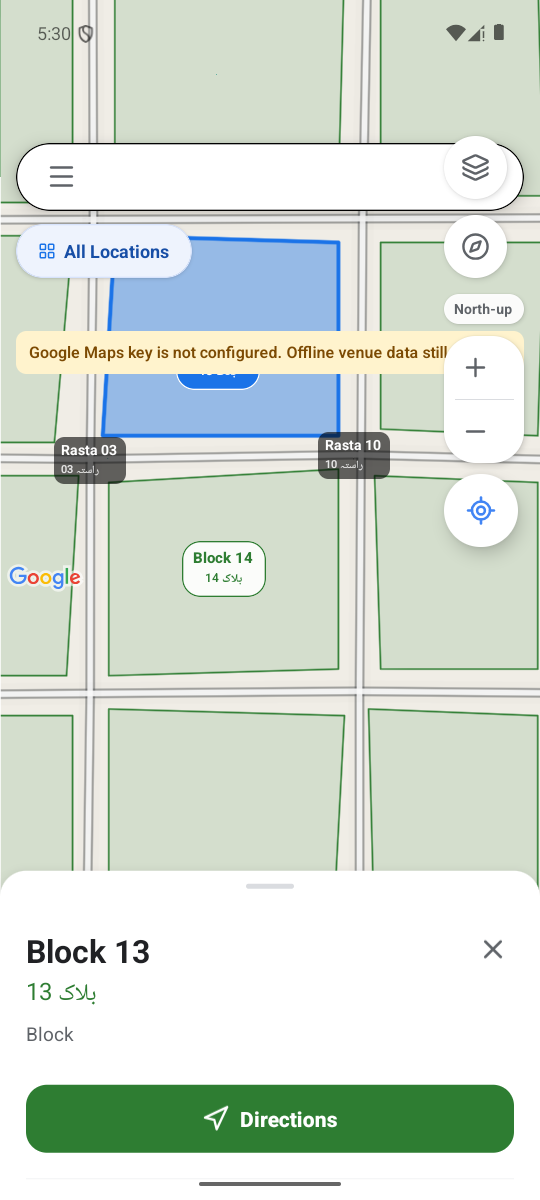 5:30
All Locations
North-up
Google Maps key is not configured. Offline venue data still
Rasta 03
راستہ 03
Rasta 10
راستہ 10
Block 14
بلاک 14
Google
Block 13
بلاک 13
Block
Directions